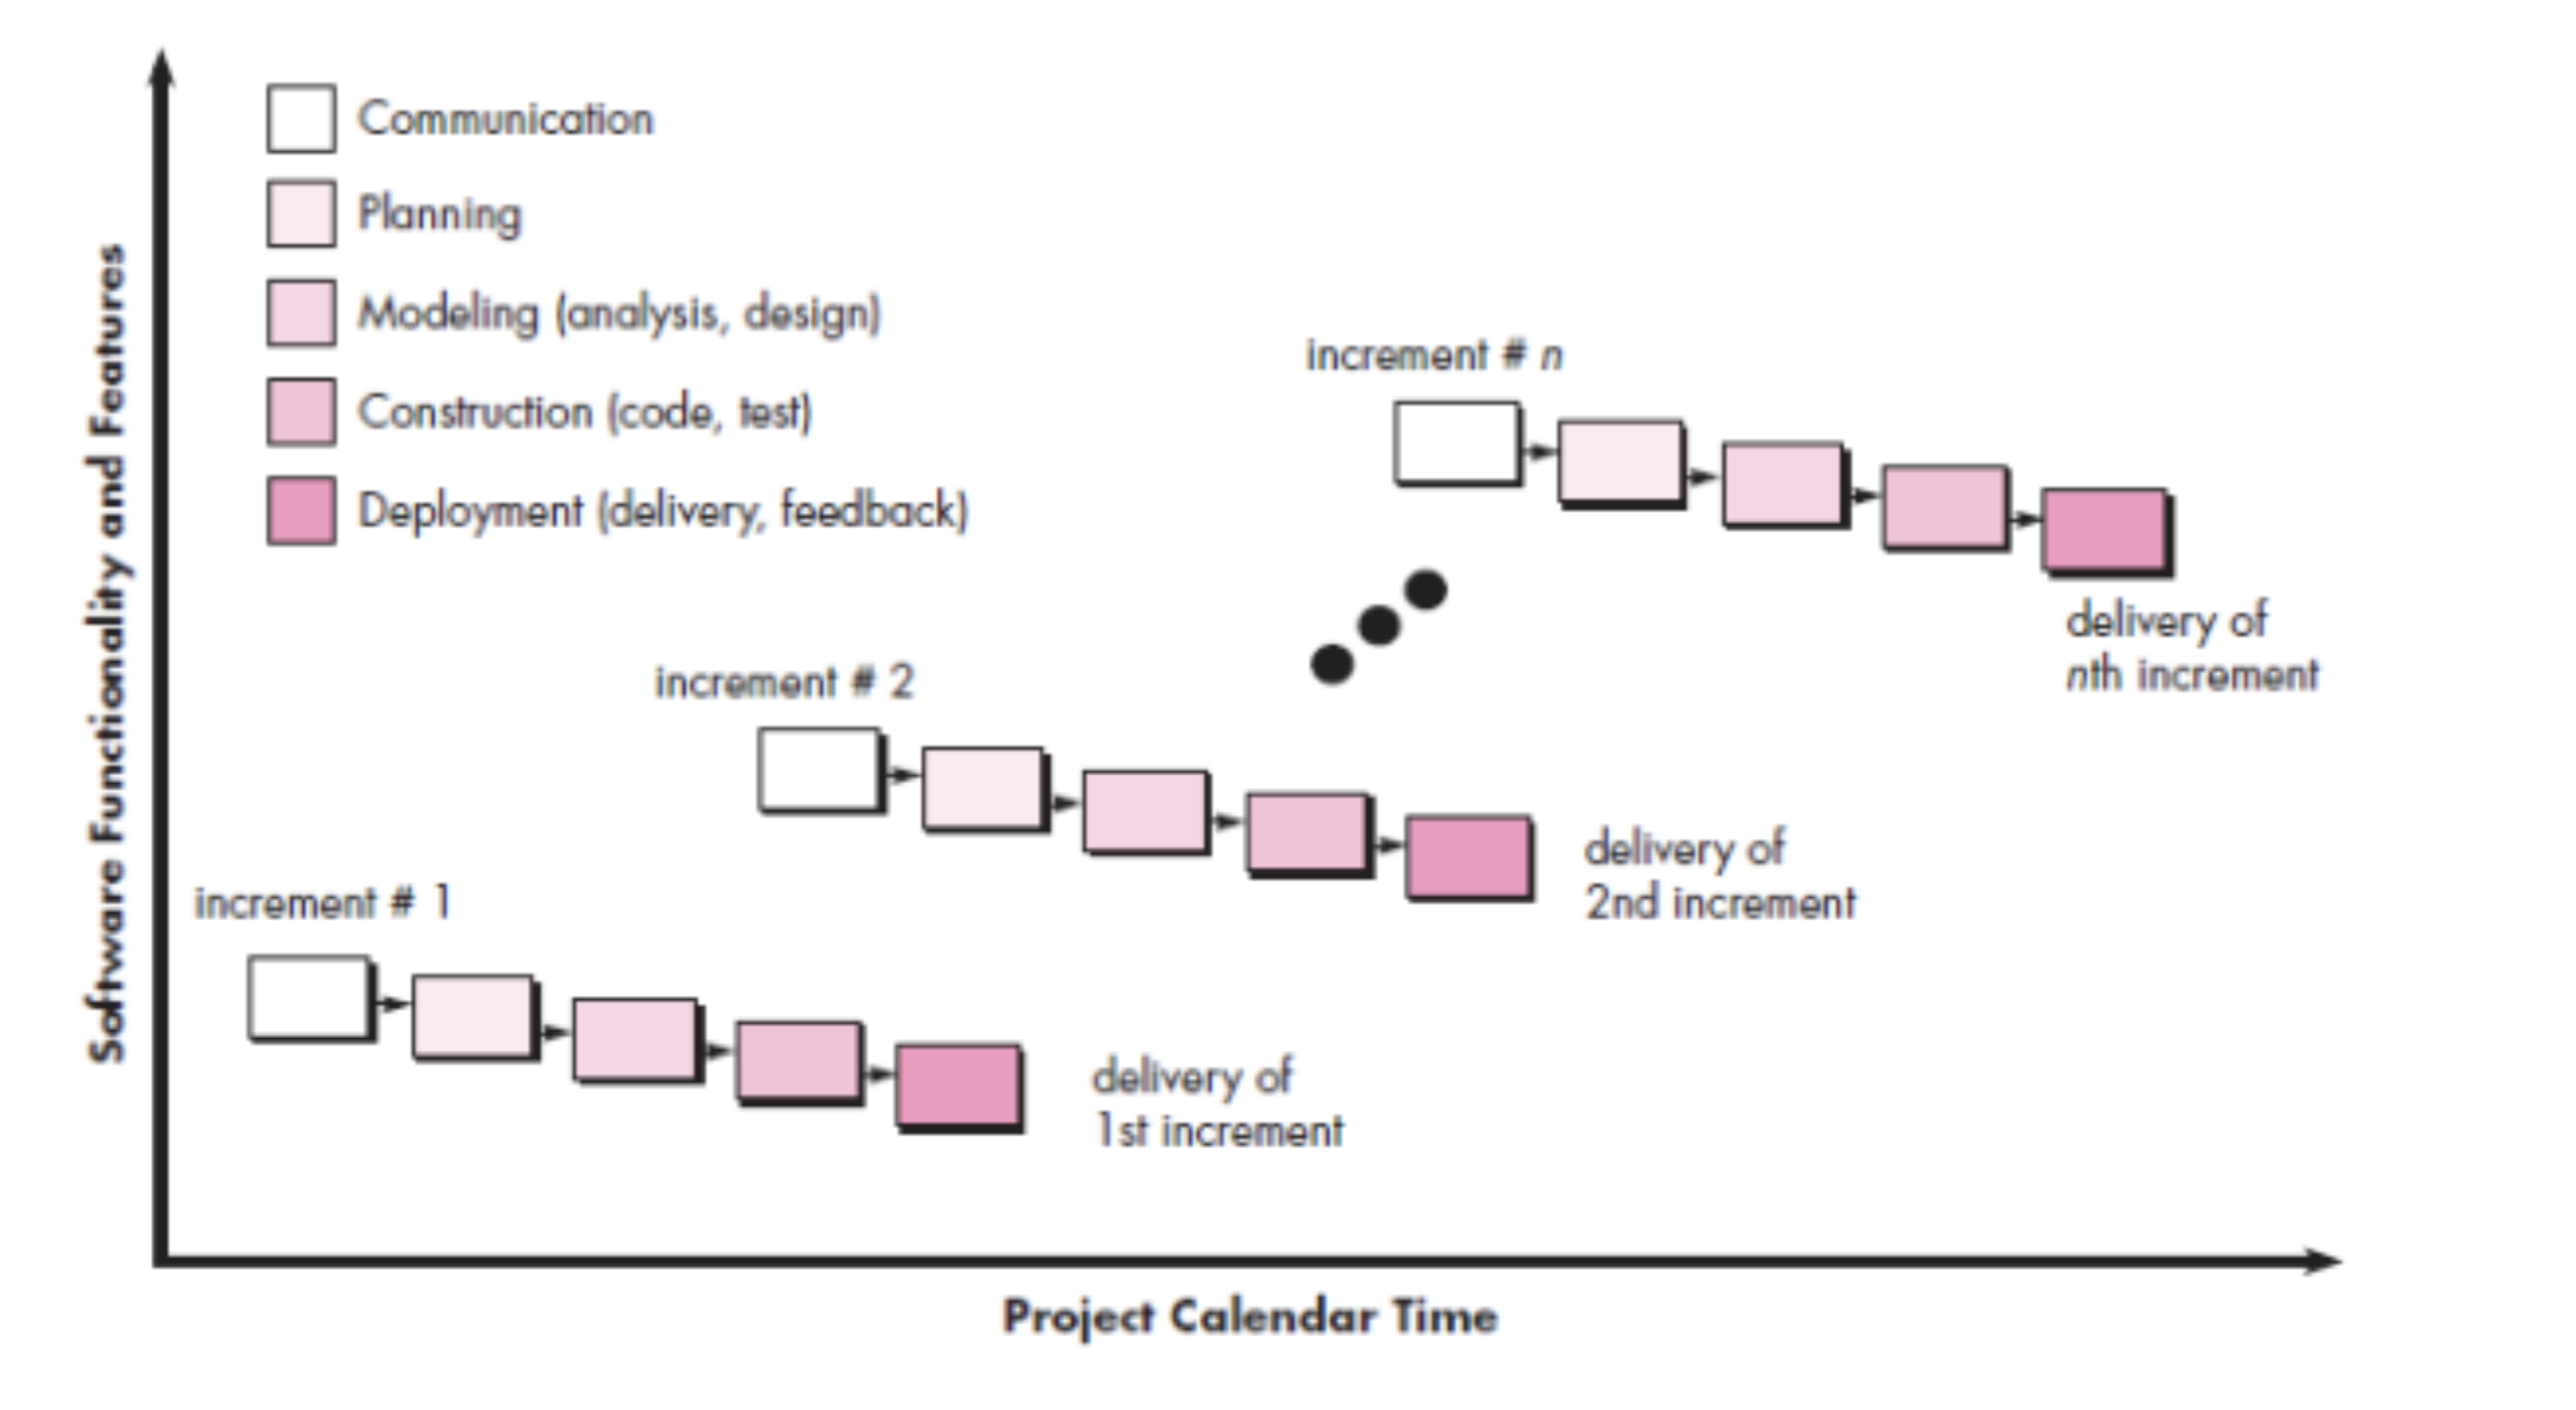 Software Functionality and Features
Communication
Planning
Modeling (analysis, design)
Construction (code, test)
Deployment (delivery, feedback)
increment # n
delivery of
nth increment
increment # 2
delivery of
2nd increment
increment # 1
delivery of
1st increment
Project Calendar Time